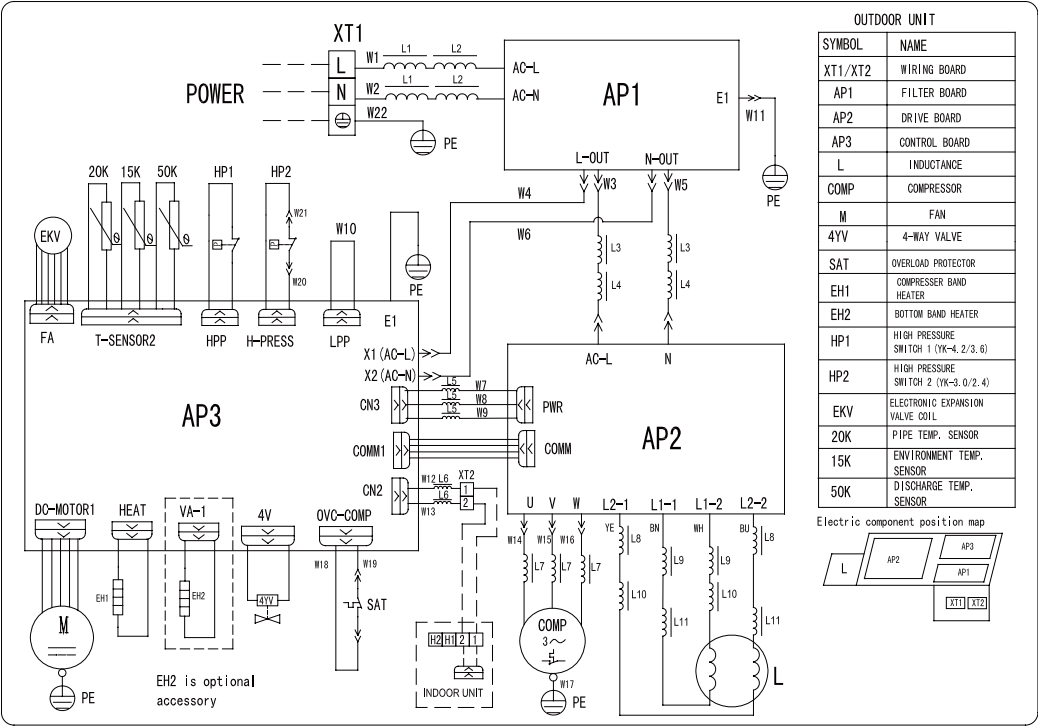 XT1
POWER
L
N
W1
L1
L2
W2
L1
L2
W22
PE
AC-L
AC-N
AP1
E1
W11
PE
L-OUT
N-OUT
W3
W5
W4
W6
20K
15K
50K
HP1
HP2
W21
W20
W10
EKV
θ
θ
θ
P
P
PE
L3
L3
L4
L4
FA
T-SENSOR2
HPP
H-PRESS
LPP
E1
X1(AC-L)
X2(AC-N)
AP3
CN3
L5
W7
L5
W8
L5
W9
PWR
COMM1
COMM
CN2
W12
L6
L6
W13
XT2
1
2
AC-L
N
AP2
U
V
W
L2-1
L1-1
L1-2
L2-2
DC-MOTOR1
HEAT
VA-1
4V
OVC-COMP
W18
W19
W14
W15
W16
YE
BN
WH
BU
L8
L9
L9
L8
L7
L7
L7
L10
L11
L10
L11
EH1
EH2
4YV
SAT
M
PE
EH2 is optional
accessory
H2
H1
2
1
INDOOR UNIT
COMP
3~
W17
PE
L
OUTDOOR UNIT
SYMBOL NAME
XT1/XT2 WIRING BOARD
AP1 FILTER BOARD
AP2 DRIVE BOARD
AP3 CONTROL BOARD
L INDUCTANCE
COMP COMPRESSOR
M FAN
4YV 4-WAY VALVE
SAT OVERLOAD PROTECTOR
EH1 COMPRESSER BAND
HEATER
EH2 BOTTOM BAND HEATER
HP1 HIGH PRESSURE
SWITCH 1 (YK-4.2/3.6)
HP2 HIGH PRESSURE
SWITCH 2 (YK-3.0/2.4)
EKV ELECTRONIC EXPANSION
VALVE COIL
20K PIPE TEMP. SENSOR
15K ENVIRONMENT TEMP.
SENSOR
50K DISCHARGE TEMP.
SENSOR
Electric component position map
L
AP2
AP3
AP1
XT1
XT2